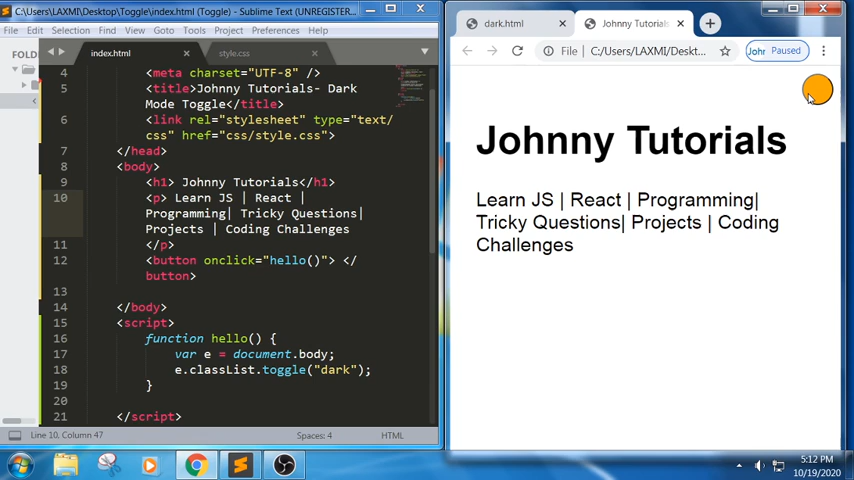 C:\Users\LAXMI\Desktop\Toggle\index.html (Toggle) - Sublime Text (UNREGISTER...
File Edit Selection Find View Goto Tools Project Preferences Help
FOLD
index.html
style.css
4 <meta charset="UTF-8" />
5 <title>Johnny Tutorials- Dark
Mode Toggle</title>
6 <link rel="stylesheet" type="text/
css" href="css/style.css">
7 </head>
8 <body>
9 <h1> Johnny Tutorials</h1>
10 <p> Learn JS | React |
Programming| Tricky Questions|
Projects | Coding Challenges
11 </p>
12 <button onclick="hello()"> </
button>
13
14 </body>
15 <script>
16 function hello() {
17 var e = document.body;
18 e.classList.toggle("dark");
19 }
20
21 </script>
Line 10, Column 47
Spaces: 4
HTML
dark.html
Johnny Tutorials
File
C:/Users/LAXMI/Deskt...
John
Paused
Johnny Tutorials
Learn JS | React | Programming|
Tricky Questions| Projects | Coding
Challenges
5:12 PM
10/19/2020